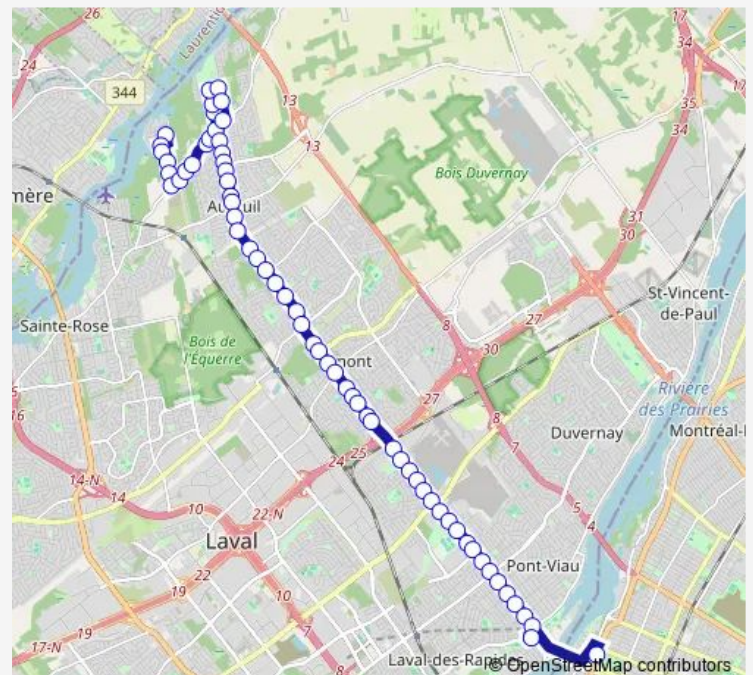 26
17
34
Laurenti
24
344
13
35
34
13
Bois Duvernay
mère
Auteuil
31
30
St-Vincent-
de-Paul
Sainte-Rose
Bois de
l'Équerre
8
27
30
mont
Rivière
des Prairies
16
27
8
Duvernay
Montréal-
24 25
7
14-N
14
5
10
22-N
4
Laval
Pont-Viau
22
10
19
7
17-N
8
Laval-des-Rapides
© OpenStreetMap contributors